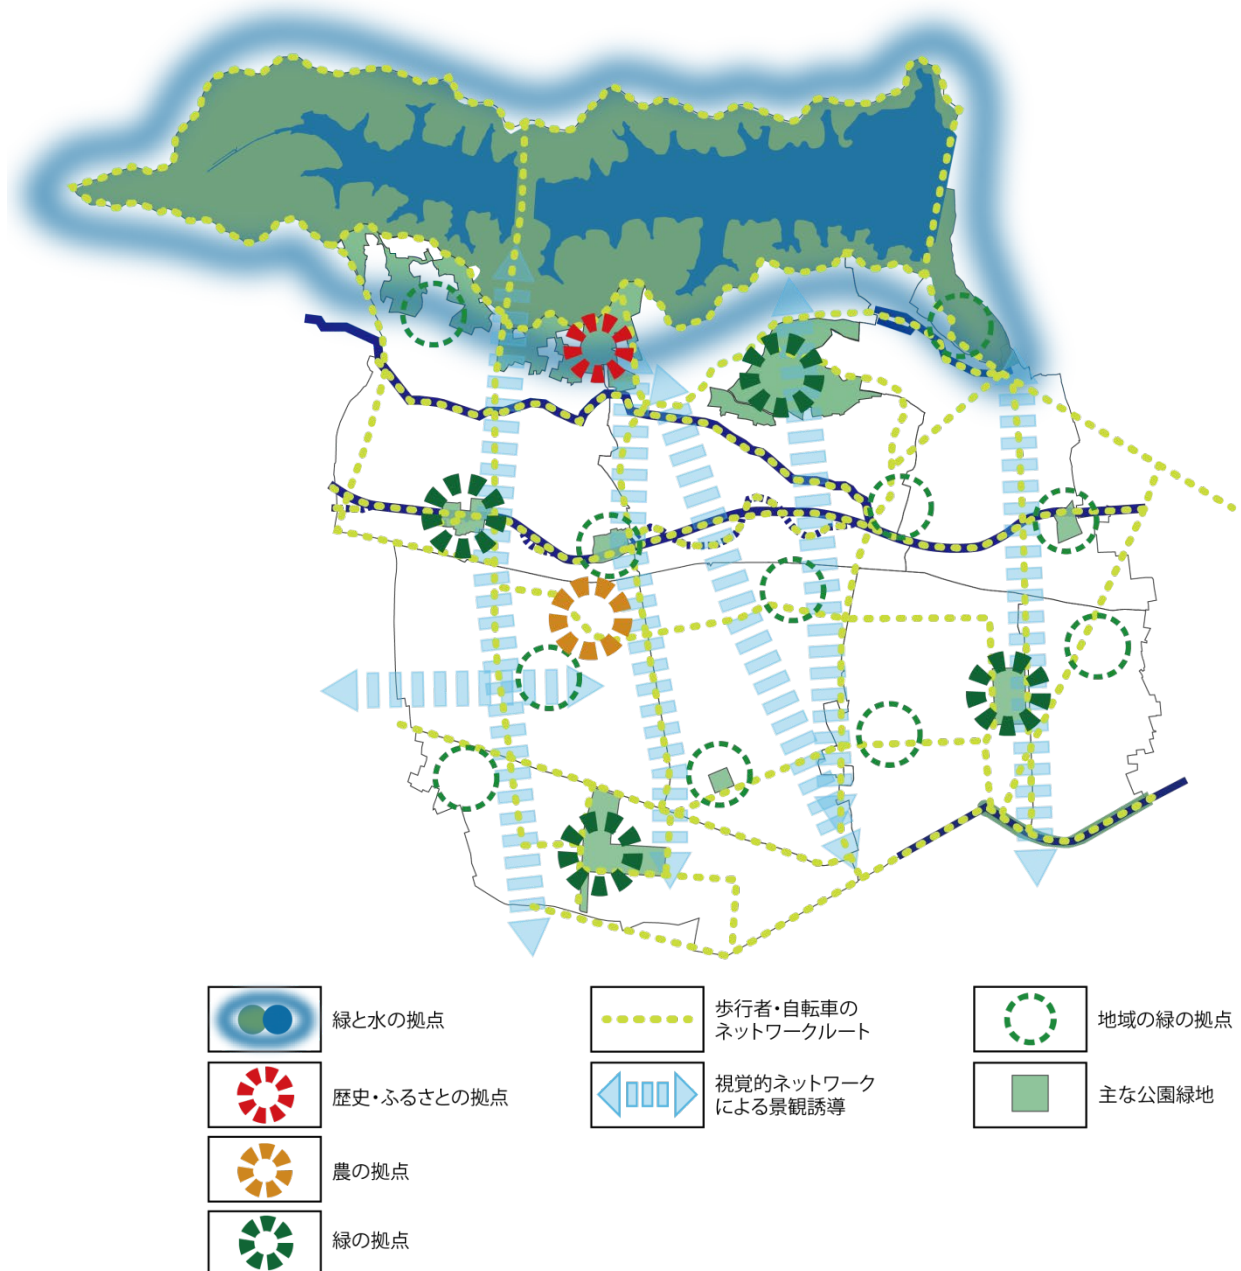 緑と水の拠点
歴史・ふるさとの拠点
農の拠点
緑の拠点
歩行者・自転車の
ネットワークルート
視覚的ネットワーク
による景観誘導
地域の緑の拠点
主な公園緑地